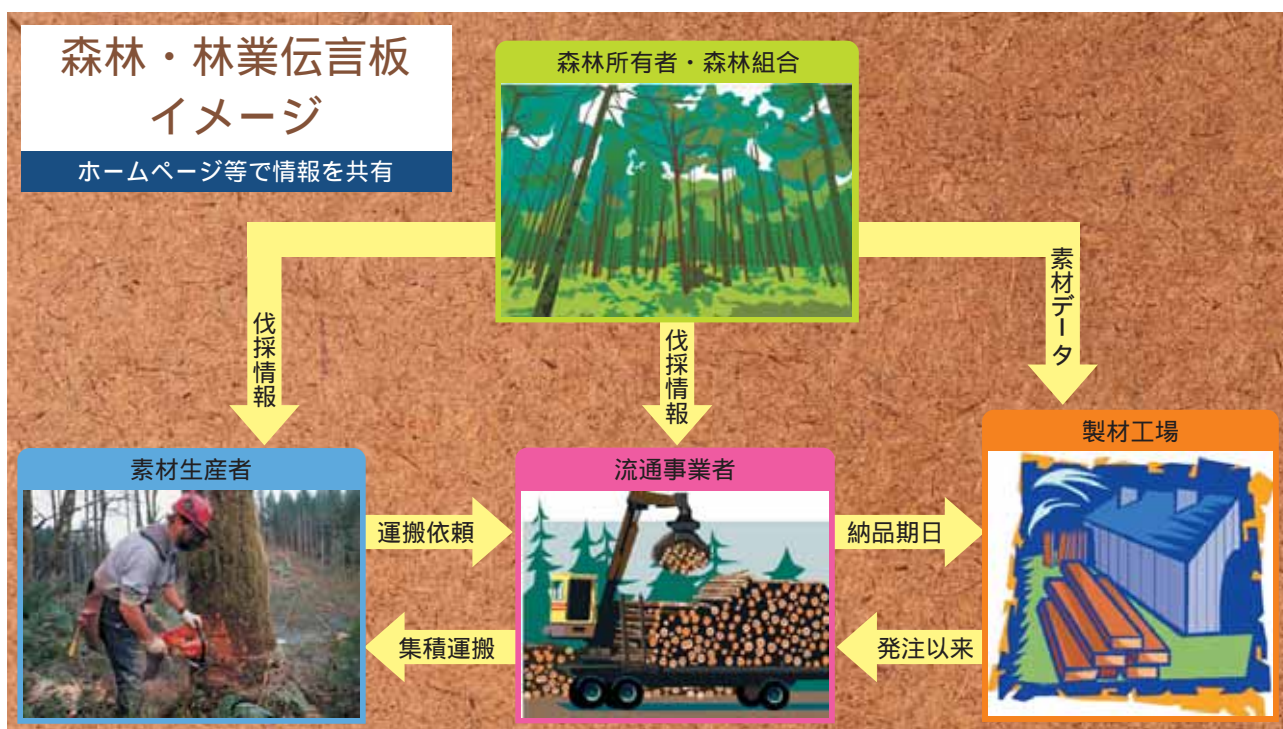 森林・林業伝言板
イメージ
ホームページ等で情報を共有
森林所有者・森林組合
伐採情報
伐採情報
素材データ
素材生産者
流通事業者
製材工場
運搬依頼
納品期日
集積運搬
発注以来